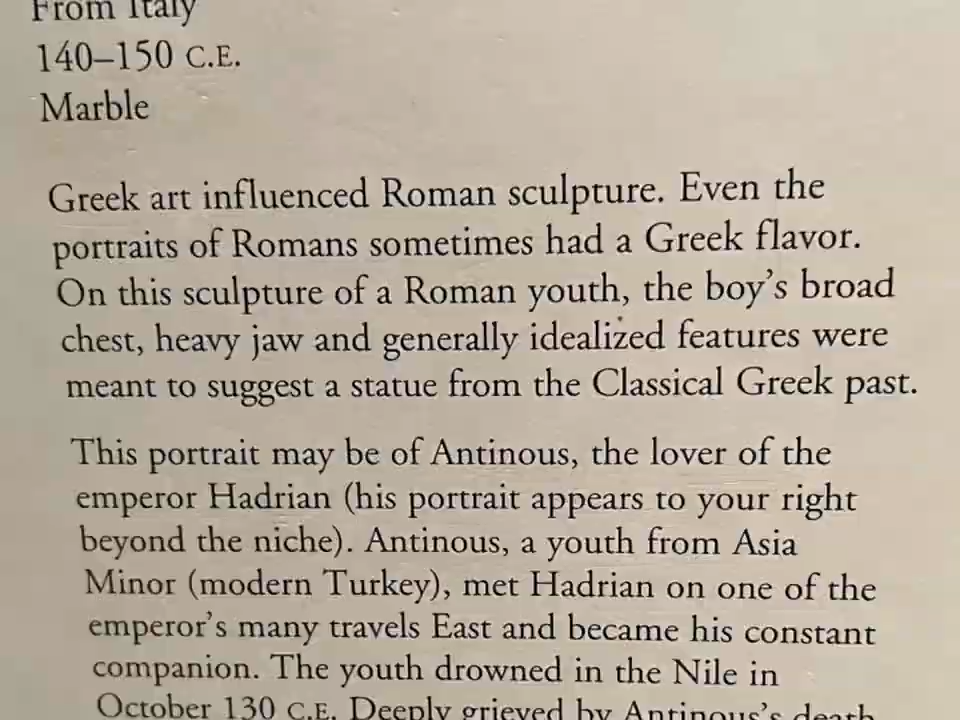 From Italy
140–150 C.E.
Marble
Greek art influenced Roman sculpture. Even the
portraits of Romans sometimes had a Greek flavor.
On this sculpture of a Roman youth, the boy's broad
chest, heavy jaw and generally idealized features were
meant to suggest a statue from the Classical Greek past.
This portrait may be of Antinous, the lover of the
emperor Hadrian (his portrait appears to your right
beyond the niche). Antinous, a youth from Asia
Minor (modern Turkey), met Hadrian on one of the
emperor's many travels East and became his constant
companion. The youth drowned in the Nile in
October 130 C.E. Deeply grieved by Antinous's death